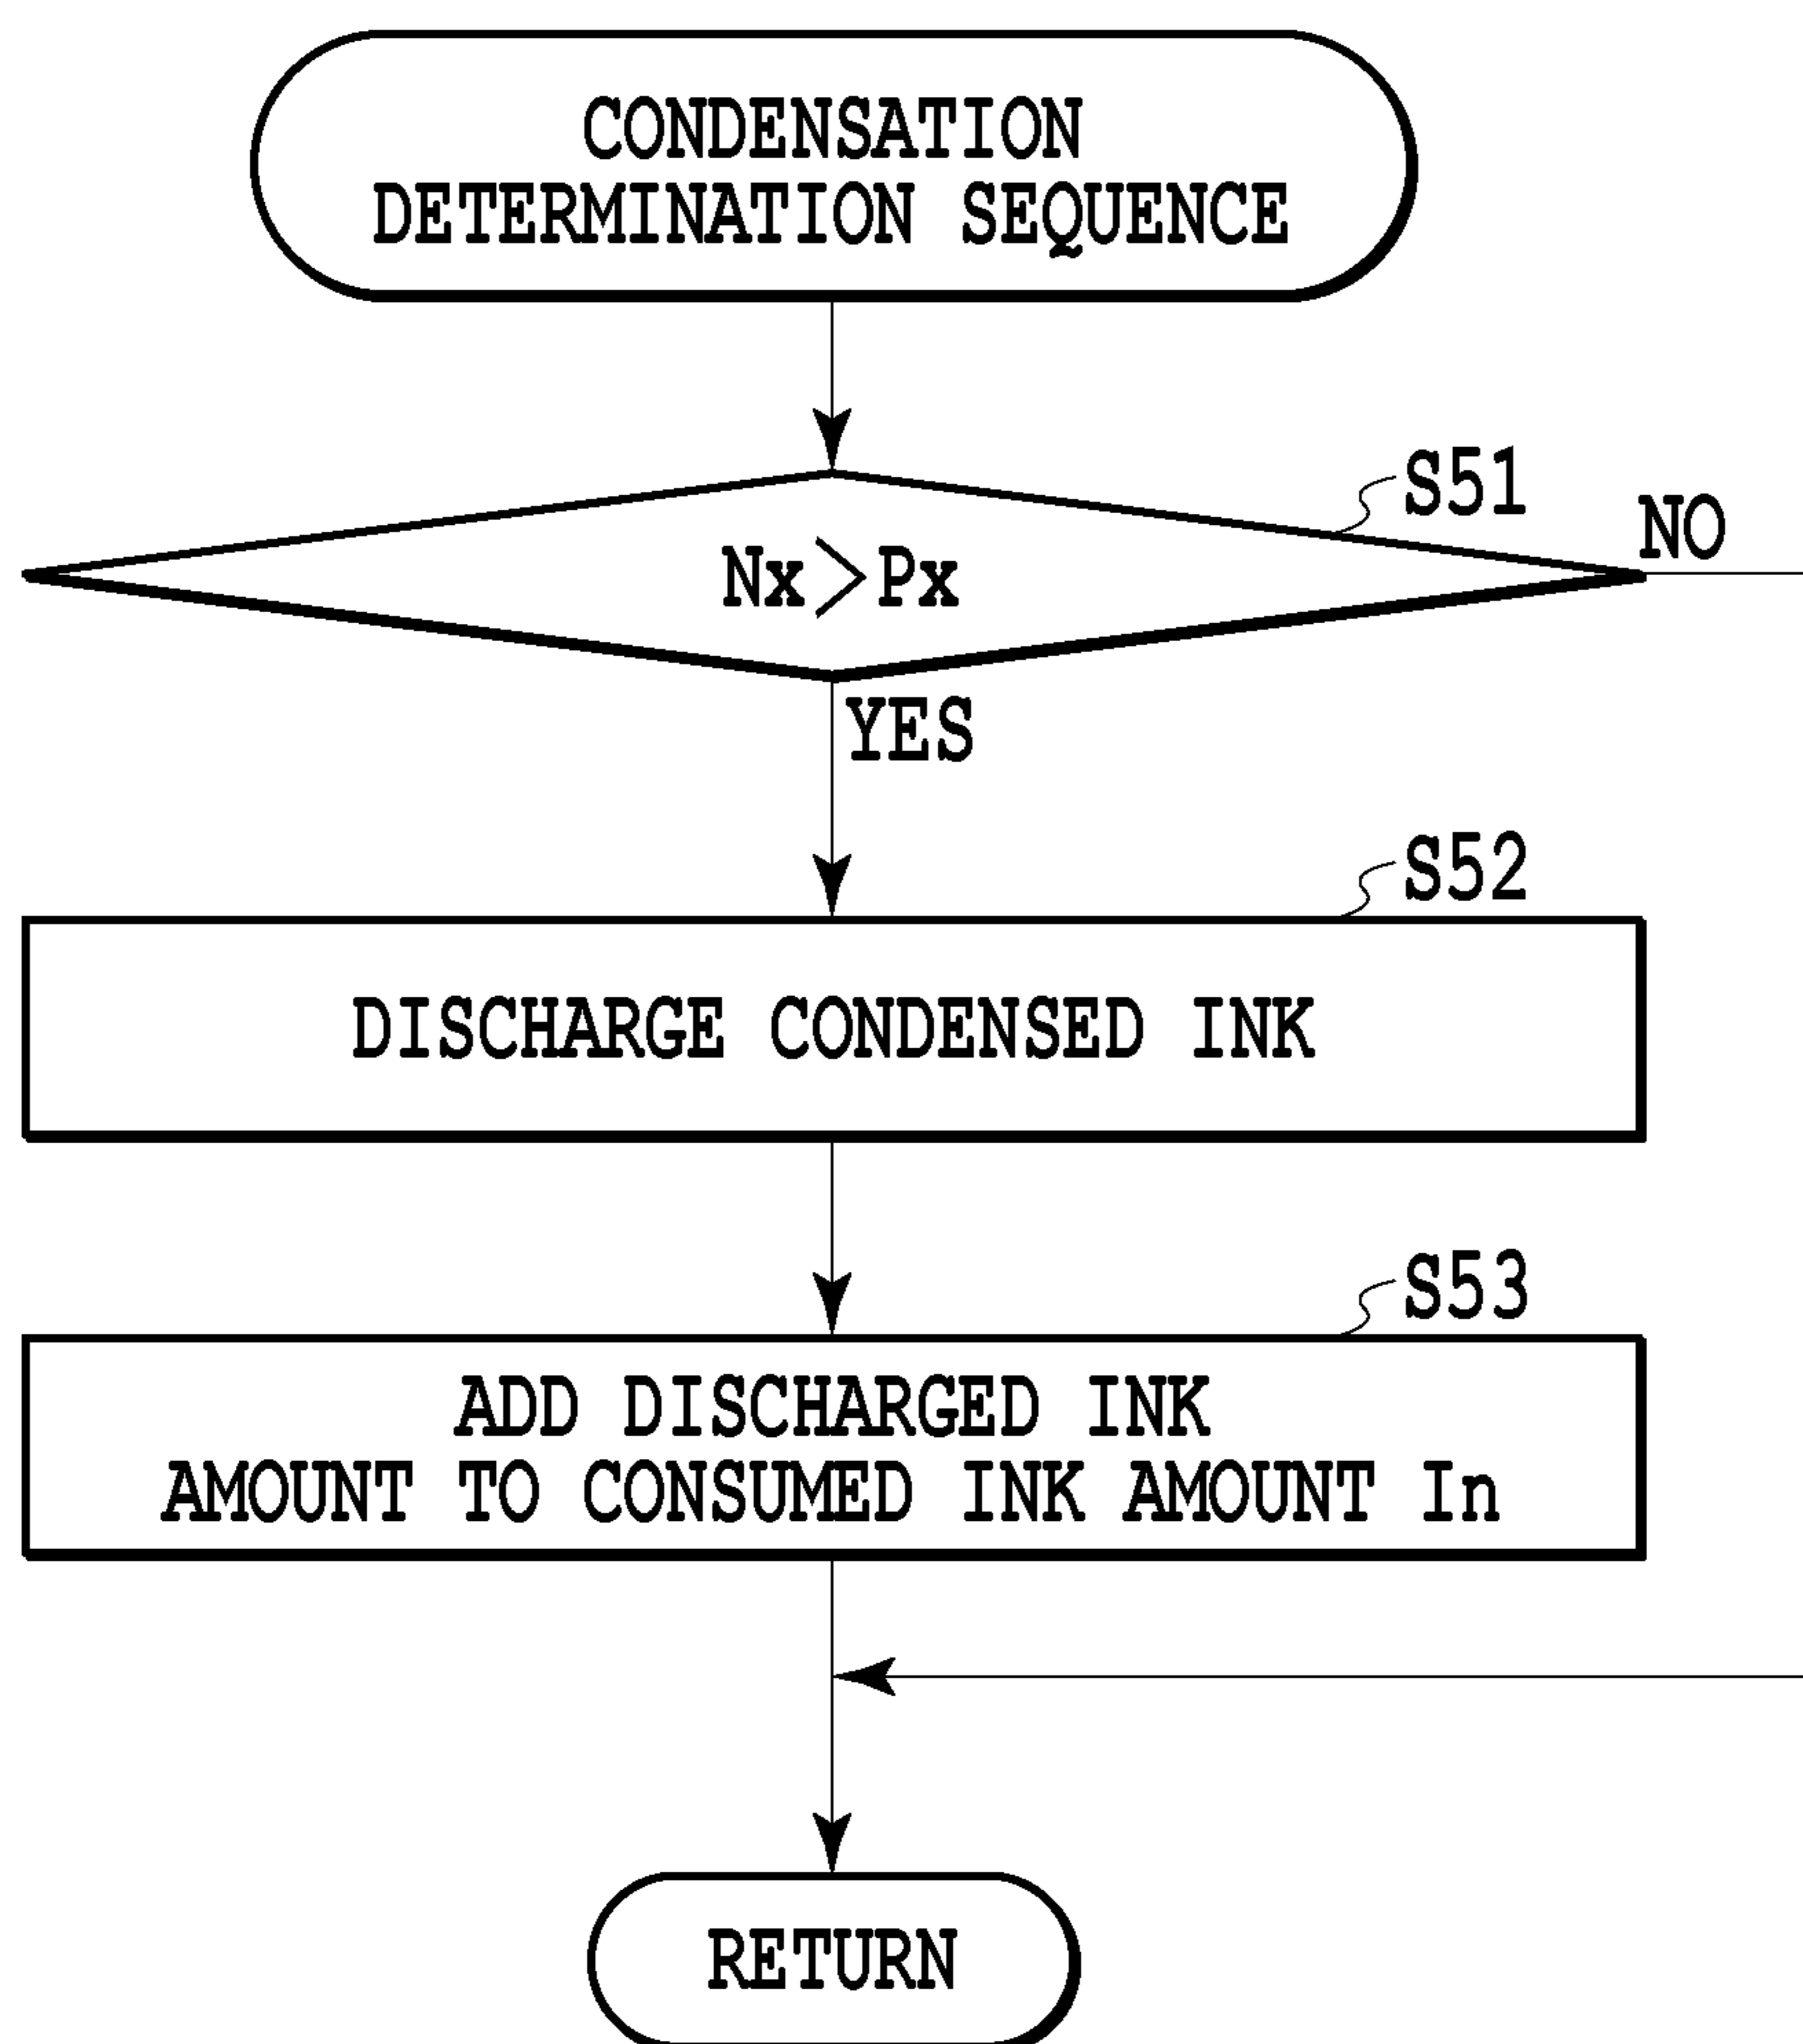 CONDENSATION
DETERMINATION SEQUENCE
S51
Nx>Px
NO
YES
S52
DISCHARGE CONDENSED INK
S53
ADD DISCHARGED INK
AMOUNT TO CONSUMED INK AMOUNT In
RETURN